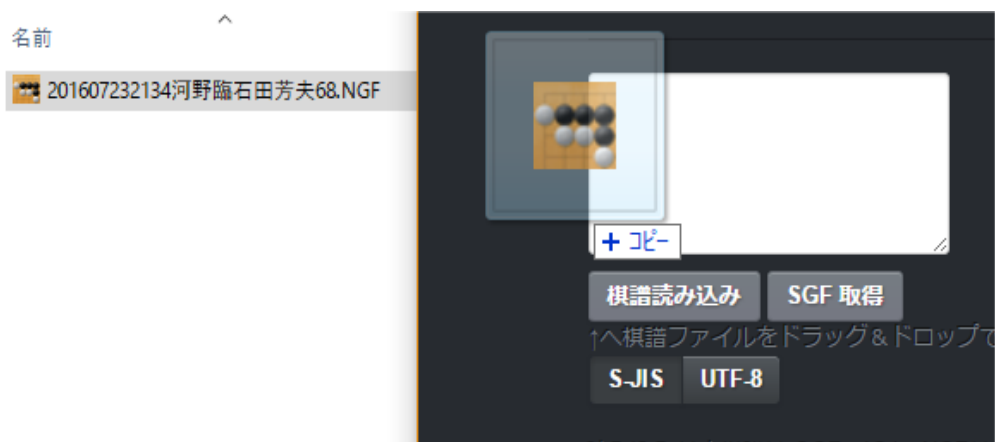 名前
201607232134河野臨石田芳夫68.NGF
+ コピー
棋譜読み込み
SGF 取得
↑へ棋譜ファイルをドラッグ&ドロップで
S-JIS
UTF-8